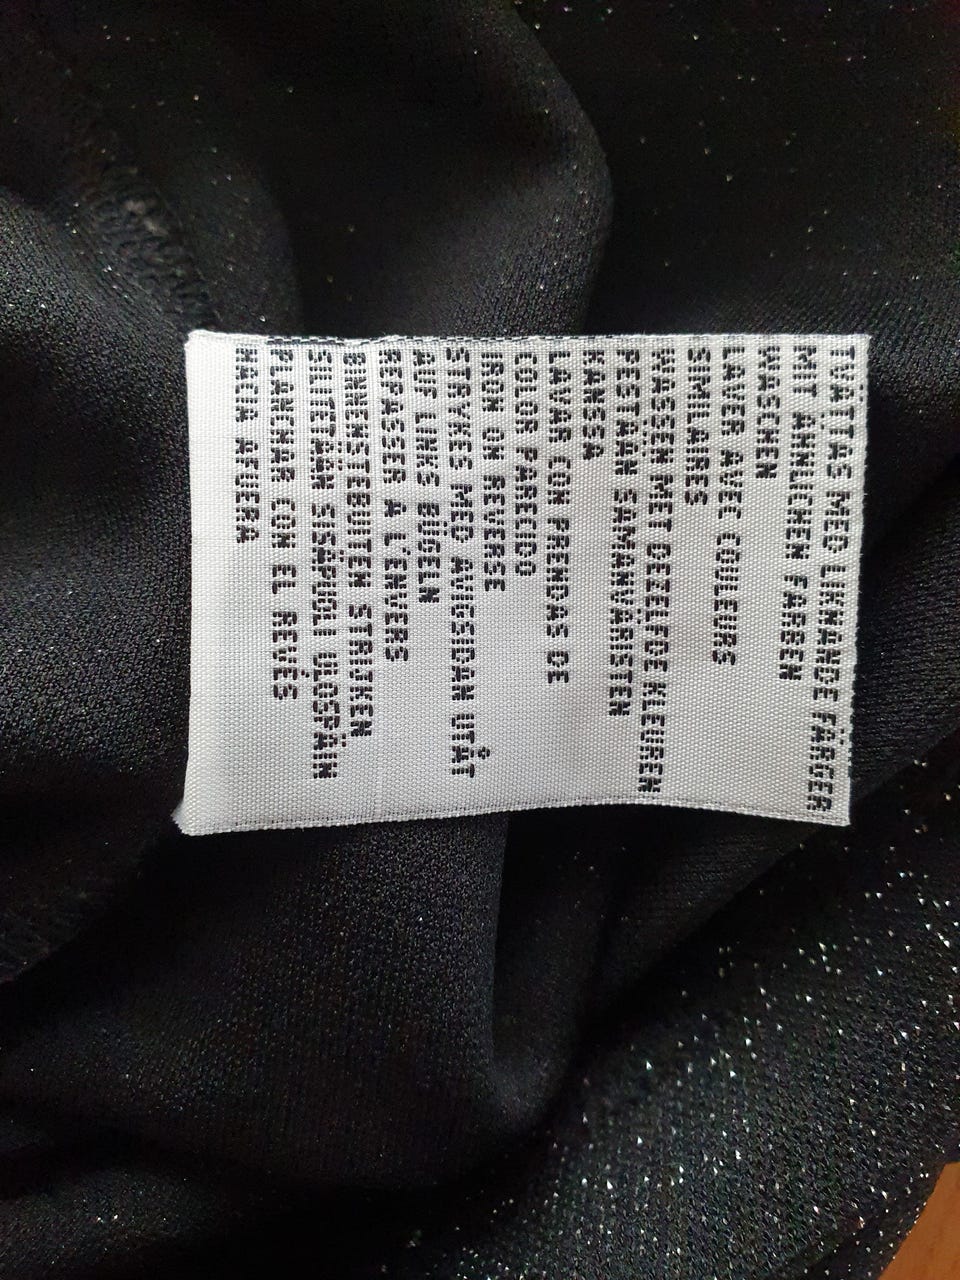 TVÄTTAS MED LIKNANDE FÄRGER
MIT ÄHNLICHEN FARBEN
WASCHEN
LAVER AVEC COULEURS
SIMILAIRES
WASSEN MET DEZELFDE KLEUREN
PESTÄÄN SAMANVÄRISTEN
KANSSA
LAVAR CON PRENDAS DE
COLOR PARECIDO
IRON ON REVERSE
STRYKES MED AVIGSIDAN UTÅT
AUF LINKS BÜGELN
REPASSER À L'ENVERS
BINNENSTEBUITEN STRIJKEN
SILITETÄÄN SISÄPUOLI ULOSPÄIN
PLANCHAR CON EL REVÉS
HACIA AFUERA